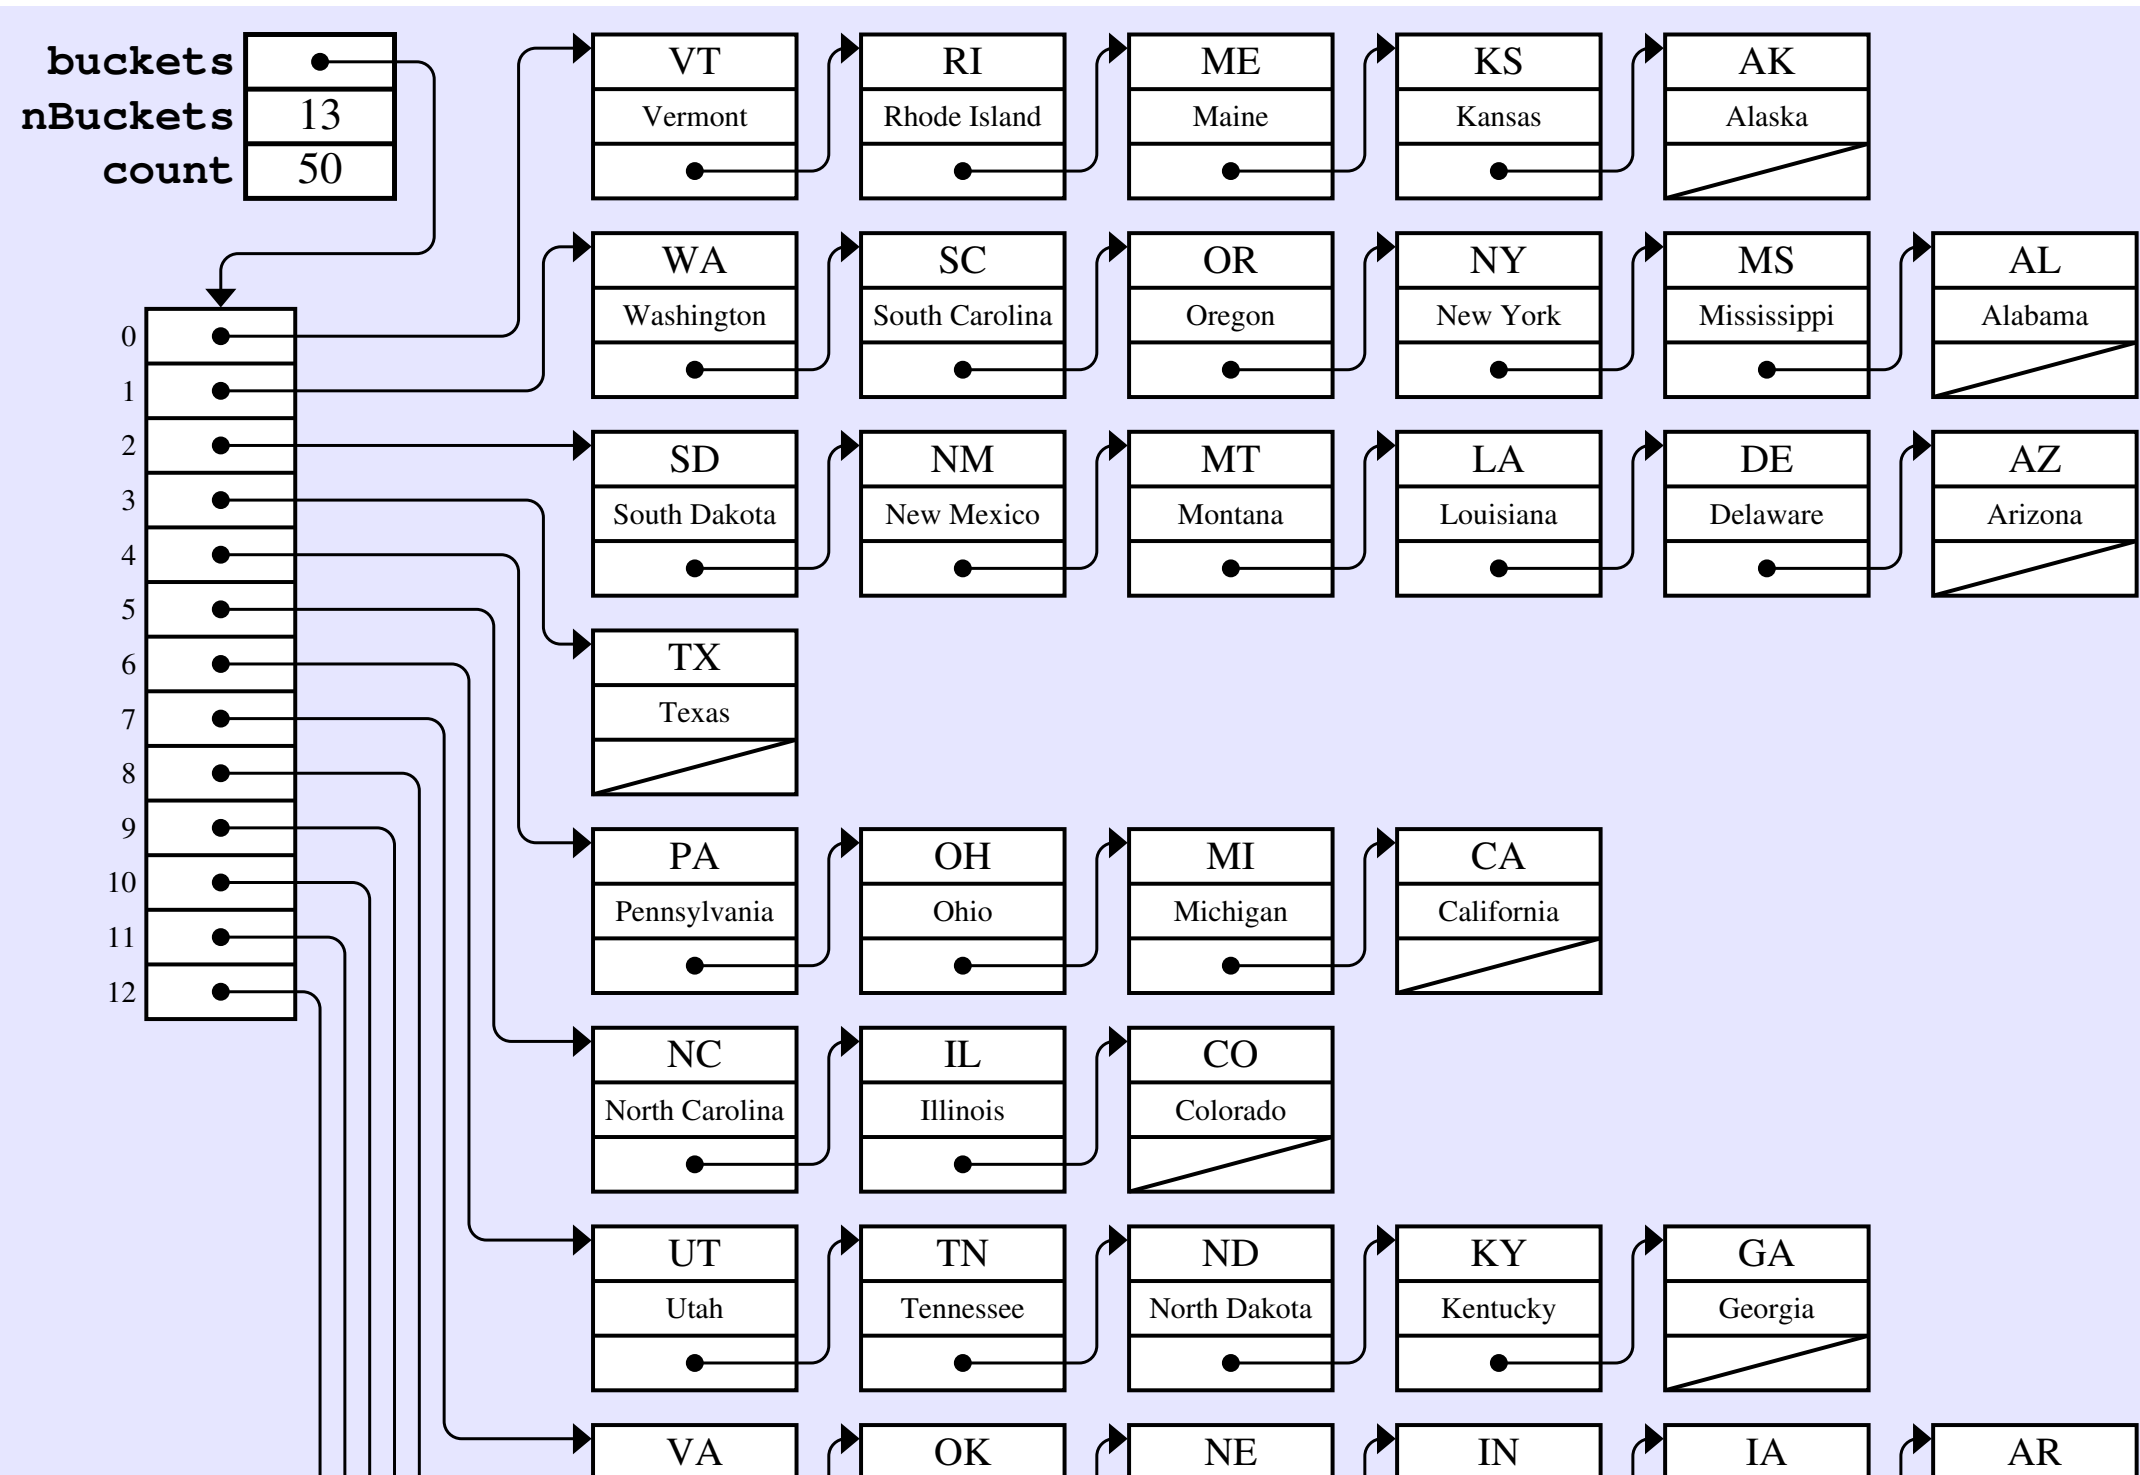 buckets
nBuckets 13
count 50
VT RI ME KS AK
Vermont Rhode Island Maine Kansas Alaska
WA SC OR NY MS AL
Washington South Carolina Oregon New York Mississippi Alabama
0
1
2
3
4
5
6
7
8
9
10
11
12
SD NM MT LA DE AZ
South Dakota New Mexico Montana Louisiana Delaware Arizona
TX
Texas
PA OH MI CA
Pennsylvania Ohio Michigan California
NC IL CO
North Carolina Illinois Colorado
UT TN ND KY GA
Utah Tennessee North Dakota Kentucky Georgia
VA OK NE IN IA AR